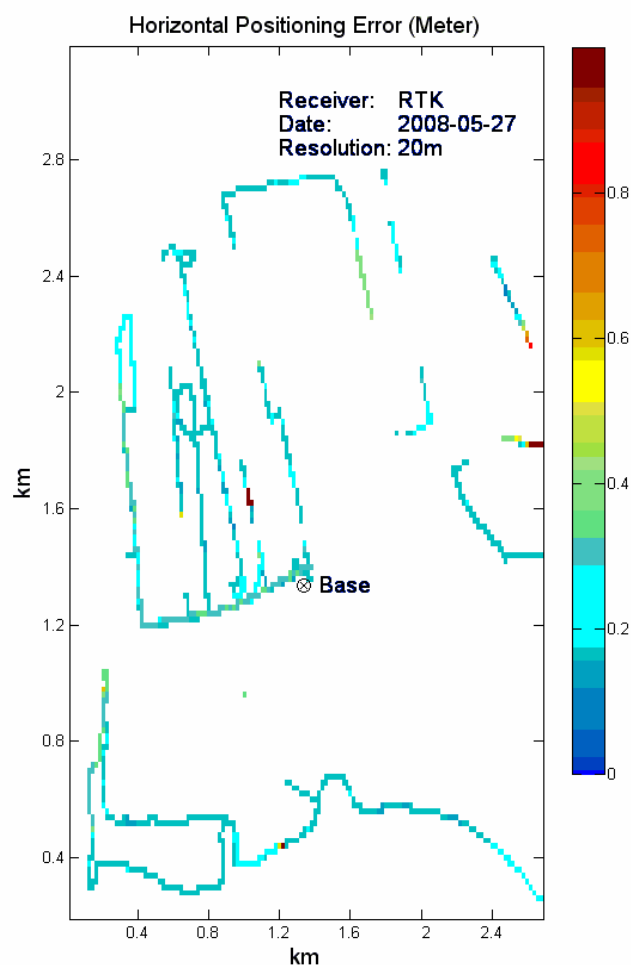 Horizontal Positioning Error (Meter)
Receiver: RTK
Date: 2008-05-27
Resolution: 20m
2.8
2.4
2
1.6
1.2
0.8
0.4
km
Base
0.8
0.6
0.4
0.2
0
0.4
0.8
1.2
1.6
2
2.4
km